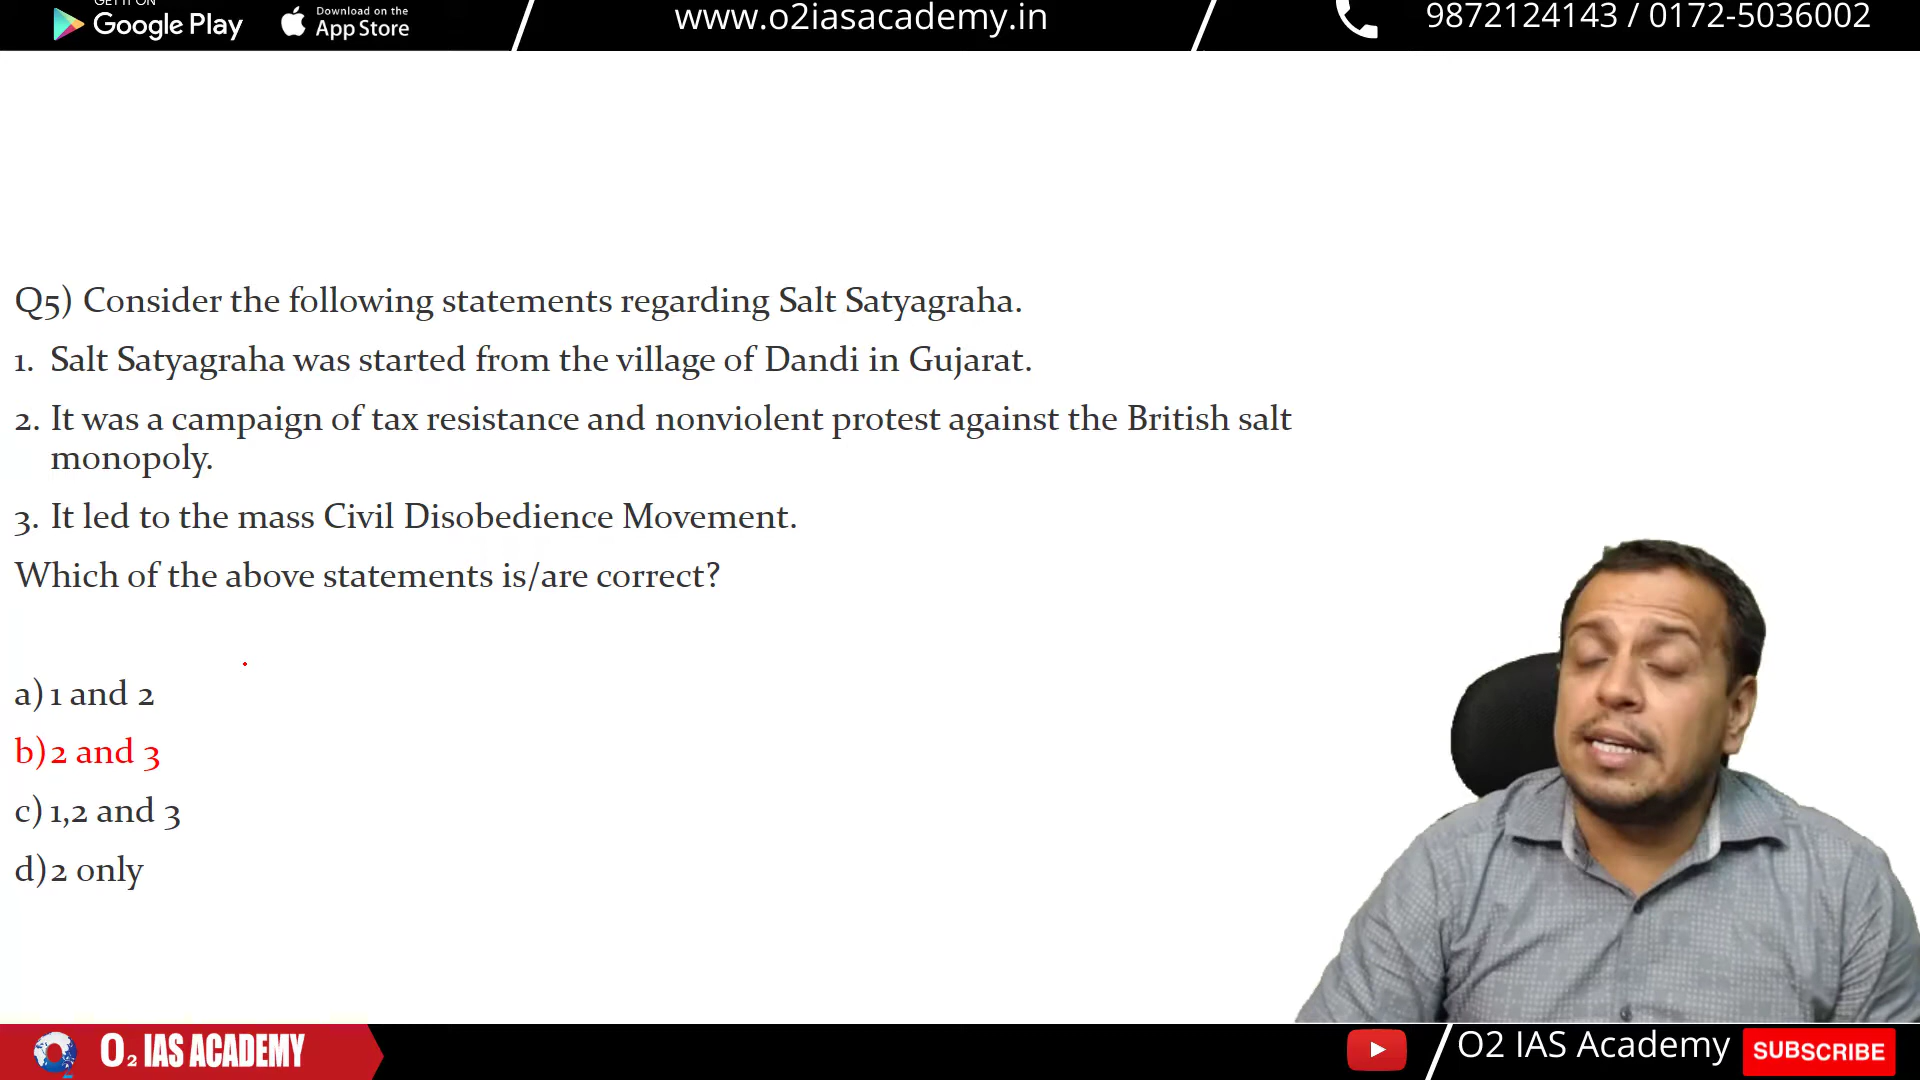 GET IT ON
Google Play
Download on the
App Store
www.o2iasacademy.in
9872124143 / 0172-5036002
Q5) Consider the following statements regarding Salt Satyagraha.
1. Salt Satyagraha was started from the village of Dandi in Gujarat.
2. It was a campaign of tax resistance and nonviolent protest against the British salt
monopoly.
3. It led to the mass Civil Disobedience Movement.
Which of the above statements is/are correct?
a) 1 and 2
b) 2 and 3
c) 1,2 and 3
d) 2 only
O2 IAS ACADEMY
O2 IAS Academy
SUBSCRIBE